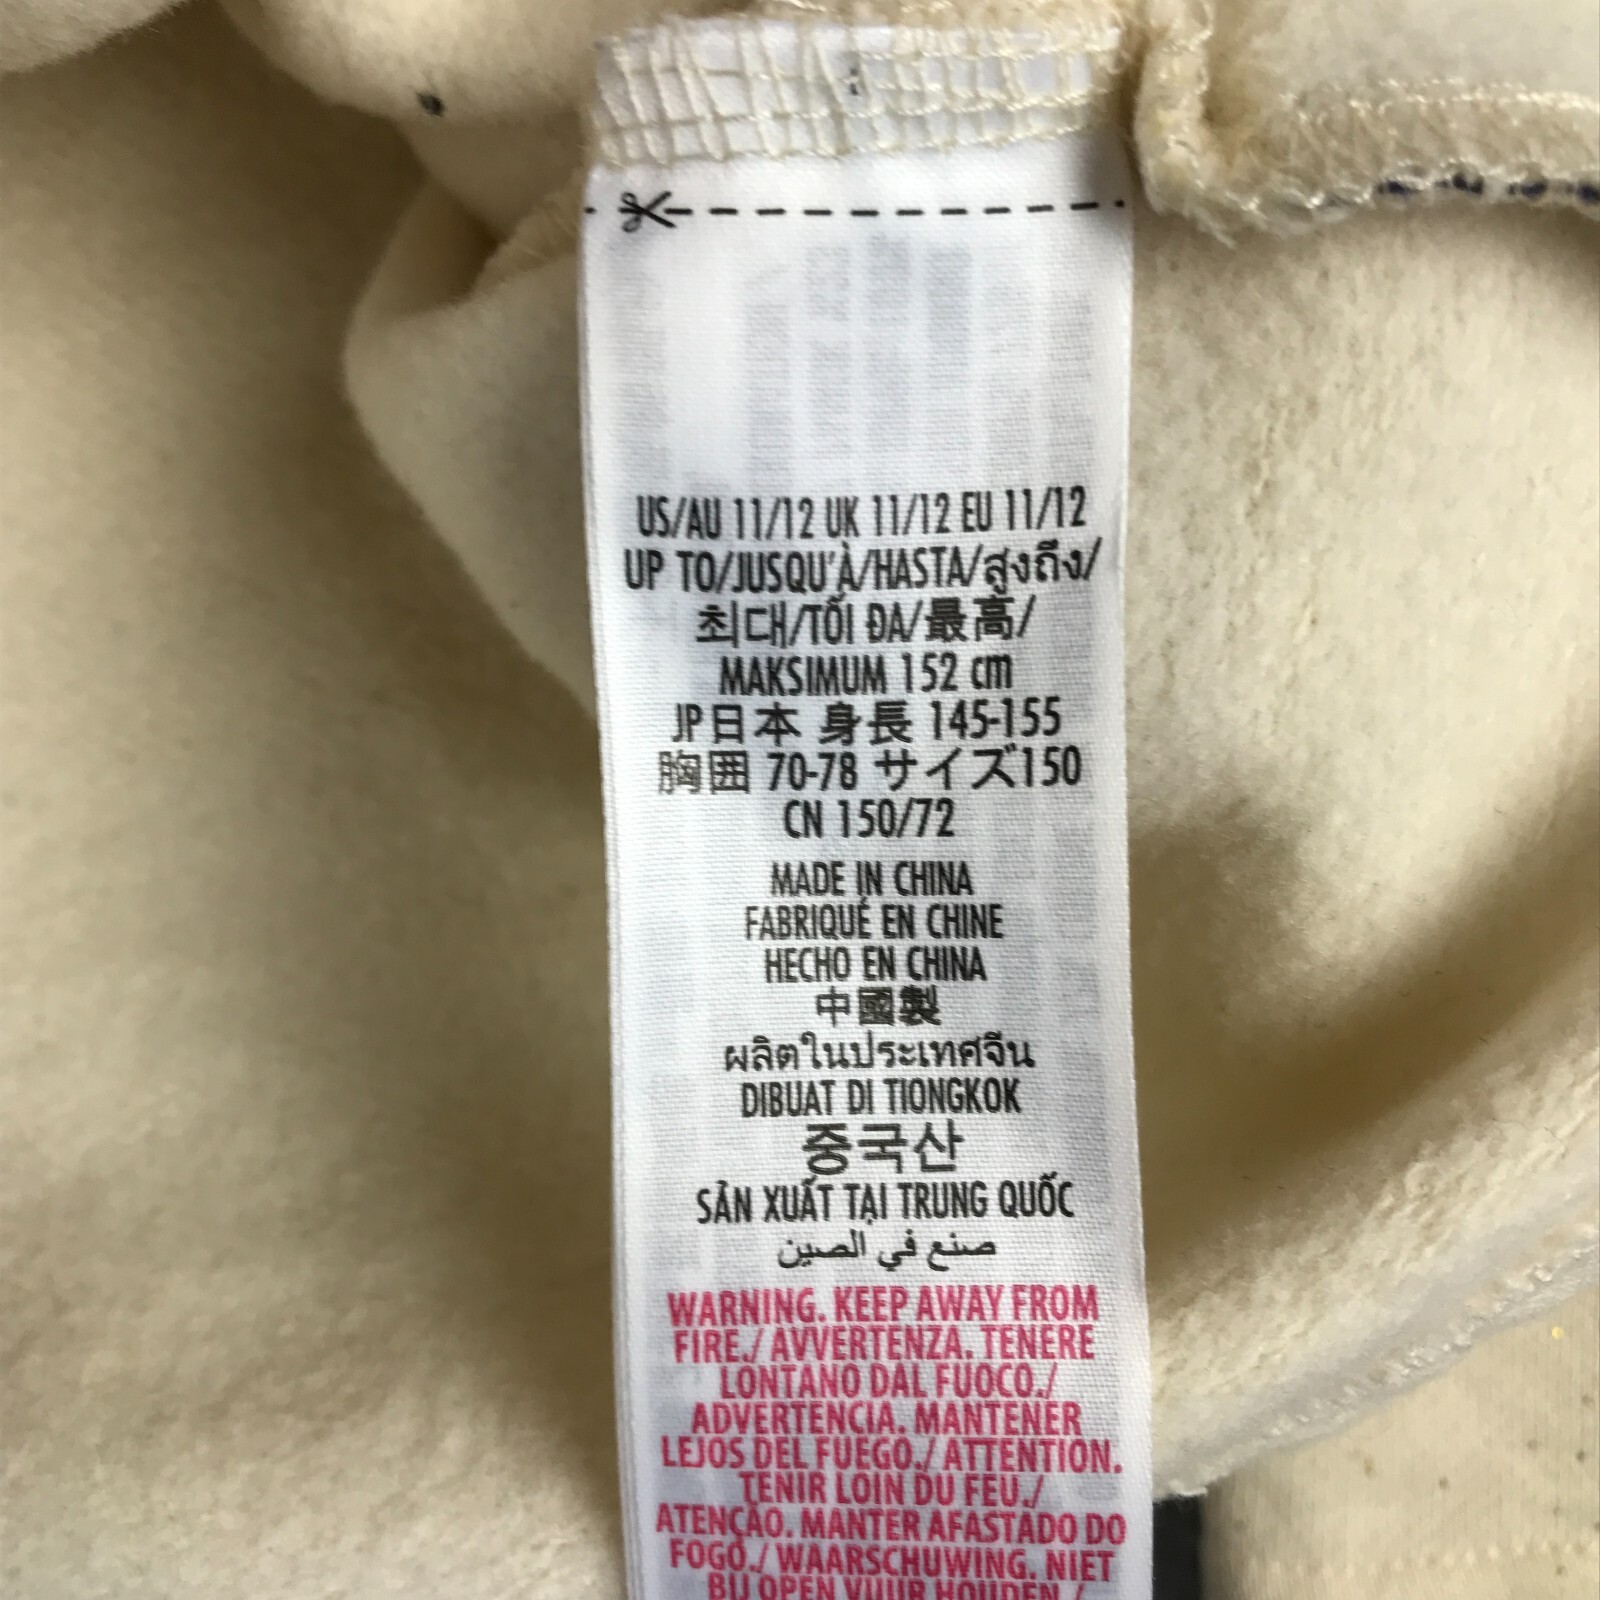 US/AU 11/12 UK 11/12 EU 11/12
UP TO/JUSQU'À/HASTA/สูงถึง/
최대/TỐI ĐA/最高/
MAKSIMUM 152 cm
JP日本 身長 145-155
胸囲 70-78 サイズ150
CN 150/72
MADE IN CHINA
FABRIQUÉ EN CHINE
HECHO EN CHINA
中國製
ผลิตในประเทศจีน
DIBUAT DI TIONGKOK
중국산
SẢN XUẤT TẠI TRUNG QUỐC
صنع في الصين
WARNING. KEEP AWAY FROM
FIRE./ AVVERTENZA. TENERE
LONTANO DAL FUOCO./
ADVERTENCIA. MANTENER
LEJOS DEL FUEGO./ ATTENTION.
TENIR LOIN DU FEU./
ATENÇÃO. MANTER AFASTADO DO
FOGO./ WAARSCHUWING. NIET
BIJ OPEN VUUR HOUDEN./